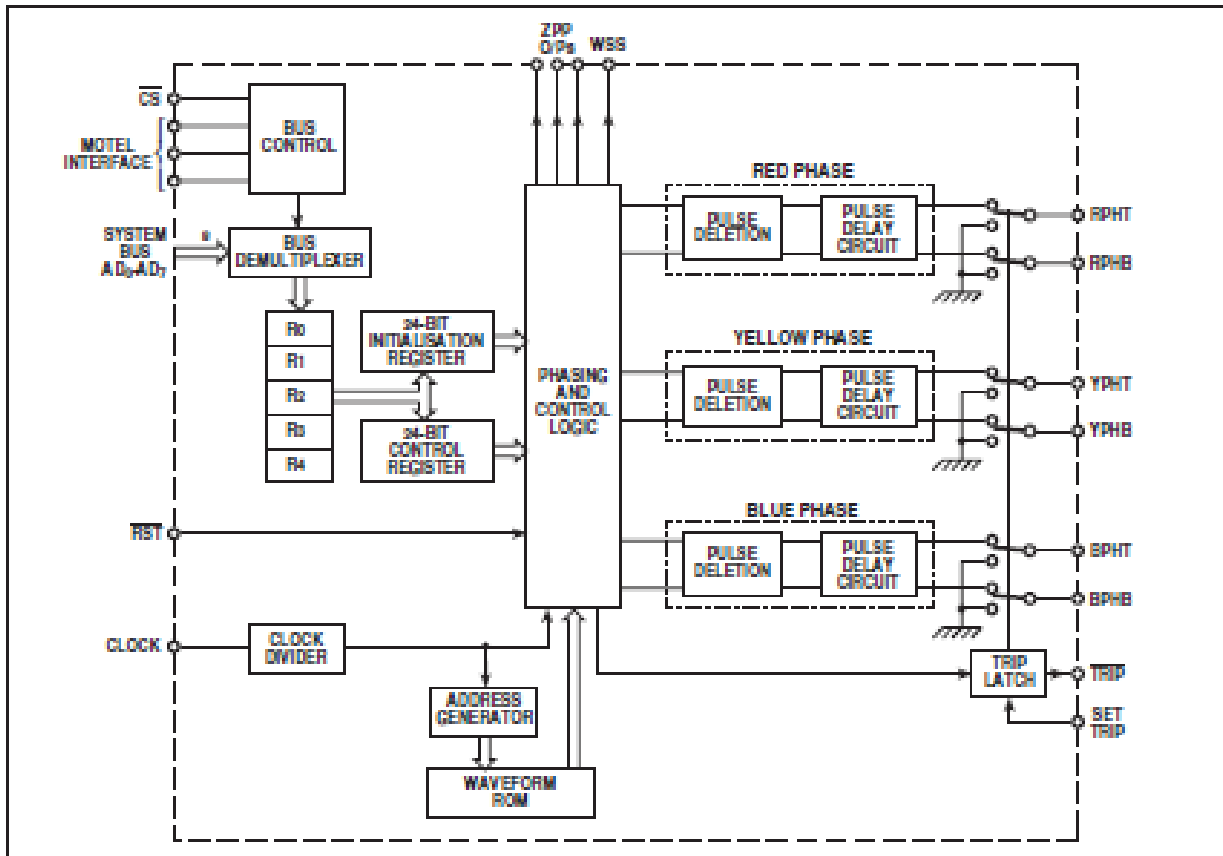 ZPP
O/PS
WSS
CS
MOTEL
INTERFACE
BUS
CONTROL
SYSTEM
BUS
AD0-AD7
8
BUS
DEMULTIPLEXER
R0
R1
R2
R3
R4
24-BIT
INITIALISATION
REGISTER
24-BIT
CONTROL
REGISTER
PHASING
AND
CONTROL
LOGIC
RED PHASE
PULSE
DELETION
PULSE
DELAY
CIRCUIT
RPHT
RPHB
YELLOW PHASE
PULSE
DELETION
PULSE
DELAY
CIRCUIT
YPHT
YPHB
BLUE PHASE
PULSE
DELETION
PULSE
DELAY
CIRCUIT
BPHT
BPHB
RST
CLOCK
CLOCK
DIVIDER
ADDRESS
GENERATOR
WAVEFORM
ROM
TRIP
LATCH
TRIP
SET
TRIP